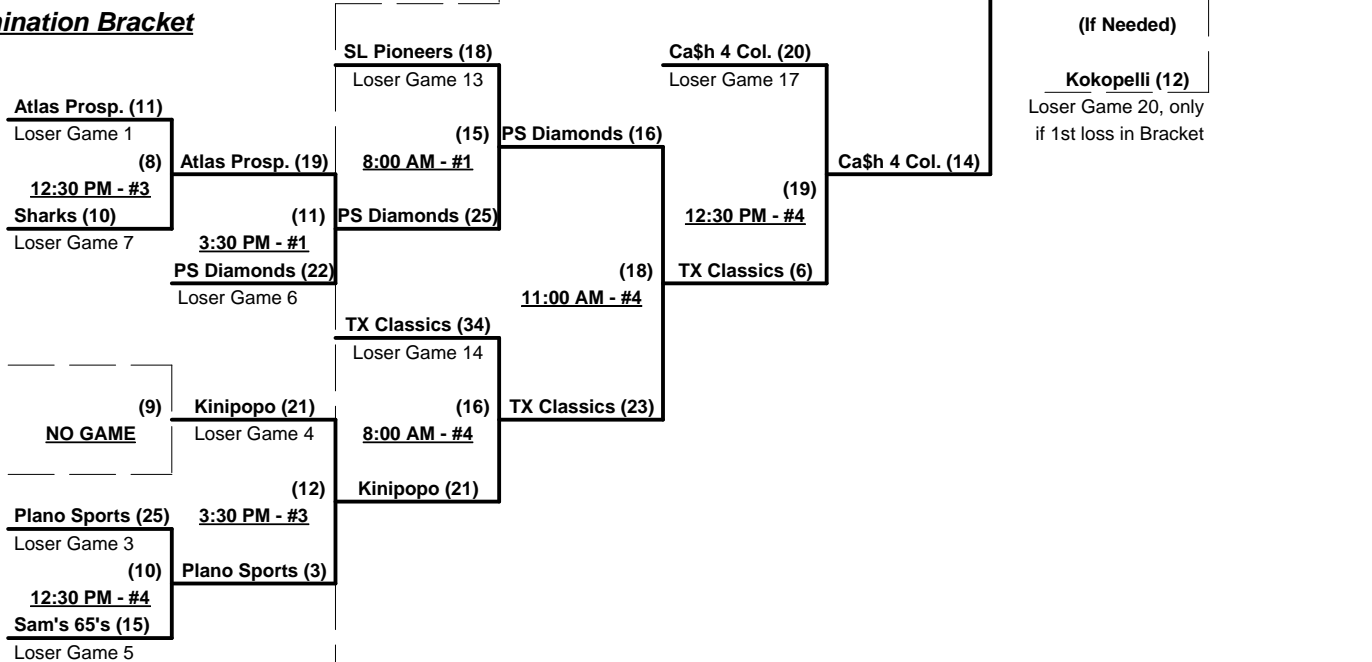 mination Bracket
(If Needed)
SL Pioneers (18)
Ca$h 4 Col. (20)
Loser Game 13
Loser Game 17
Kokopelli (12)
Atlas Prosp. (11)
Loser Game 20, only
Loser Game 1
(15)
PS Diamonds (16)
if 1st loss in Bracket
(8)
Atlas Prosp. (19)
8:00 AM - #1
Ca$h 4 Col. (14)
12:30 PM - #3
(19)
Sharks (10)
(11)
PS Diamonds (25)
12:30 PM - #4
Loser Game 7
3:30 PM - #1
PS Diamonds (22)
(18)
TX Classics (6)
Loser Game 6
11:00 AM - #4
TX Classics (34)
Loser Game 14
(9)
Kinipopo (21)
(16)
TX Classics (23)
NO GAME
Loser Game 4
8:00 AM - #4
(12)
Kinipopo (21)
Plano Sports (25)
3:30 PM - #3
Loser Game 3
(10)
Plano Sports (3)
12:30 PM - #4
Sam's 65's (15)
Loser Game 5